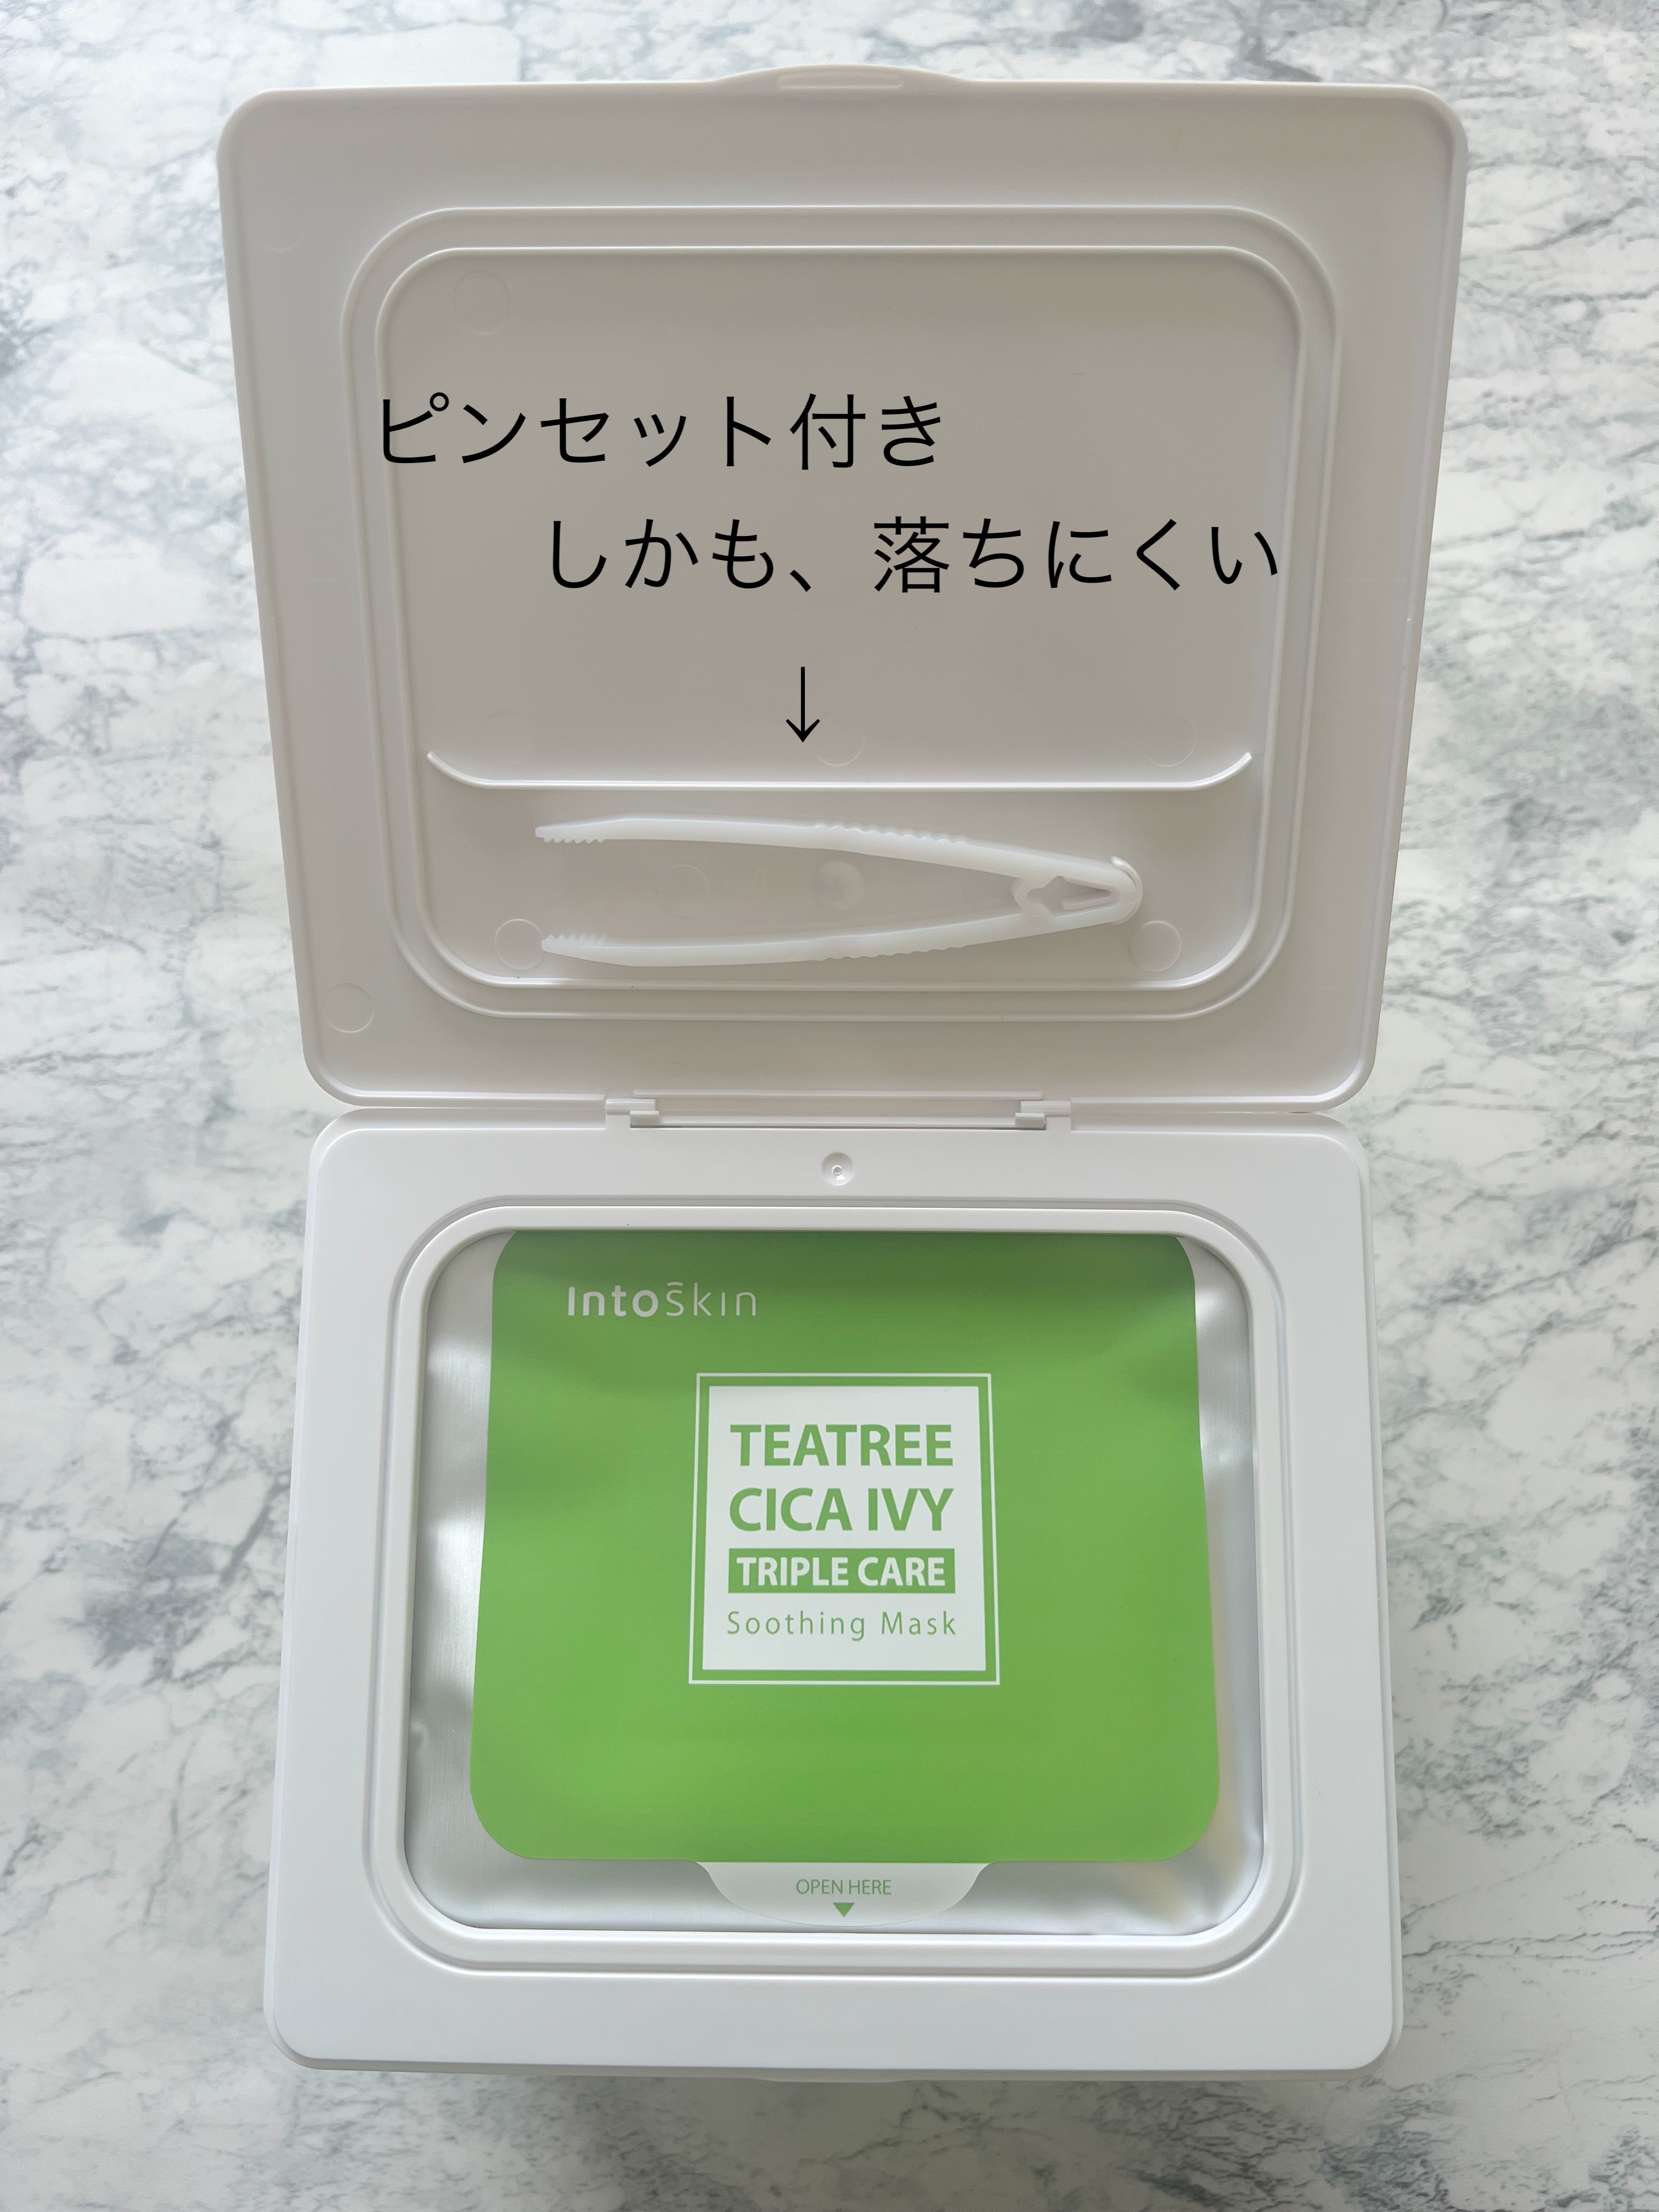 ピンセット付き
しかも、落ちにくい
↓
IntoSkin
TEATREE
CICA IVY
TRIPLE CARE
Soothing Mask
OPEN HERE